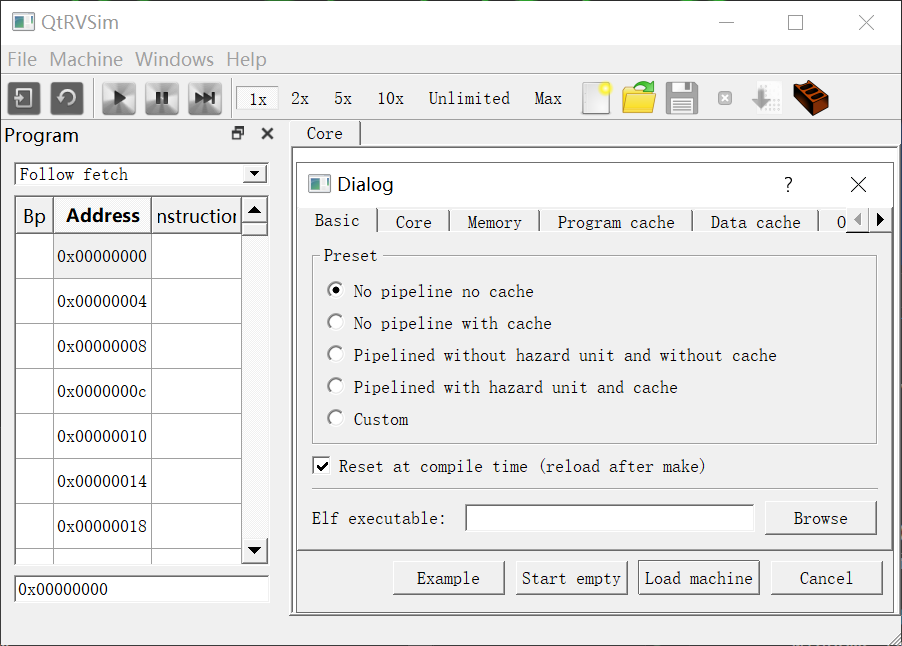 QtRVSim
File Machine Windows Help
1x 2x 5x 10x Unlimited Max
Program
Core
Follow fetch
Bp Address nstruction
0x00000000
0x00000004
0x00000008
0x0000000c
0x00000010
0x00000014
0x00000018
0x00000000
Dialog
?
Basic Core Memory Program cache Data cache O
Preset
No pipeline no cache
No pipeline with cache
Pipelined without hazard unit and without cache
Pipelined with hazard unit and cache
Custom
Reset at compile time (reload after make)
Elf executable: Browse
Example Start empty Load machine Cancel